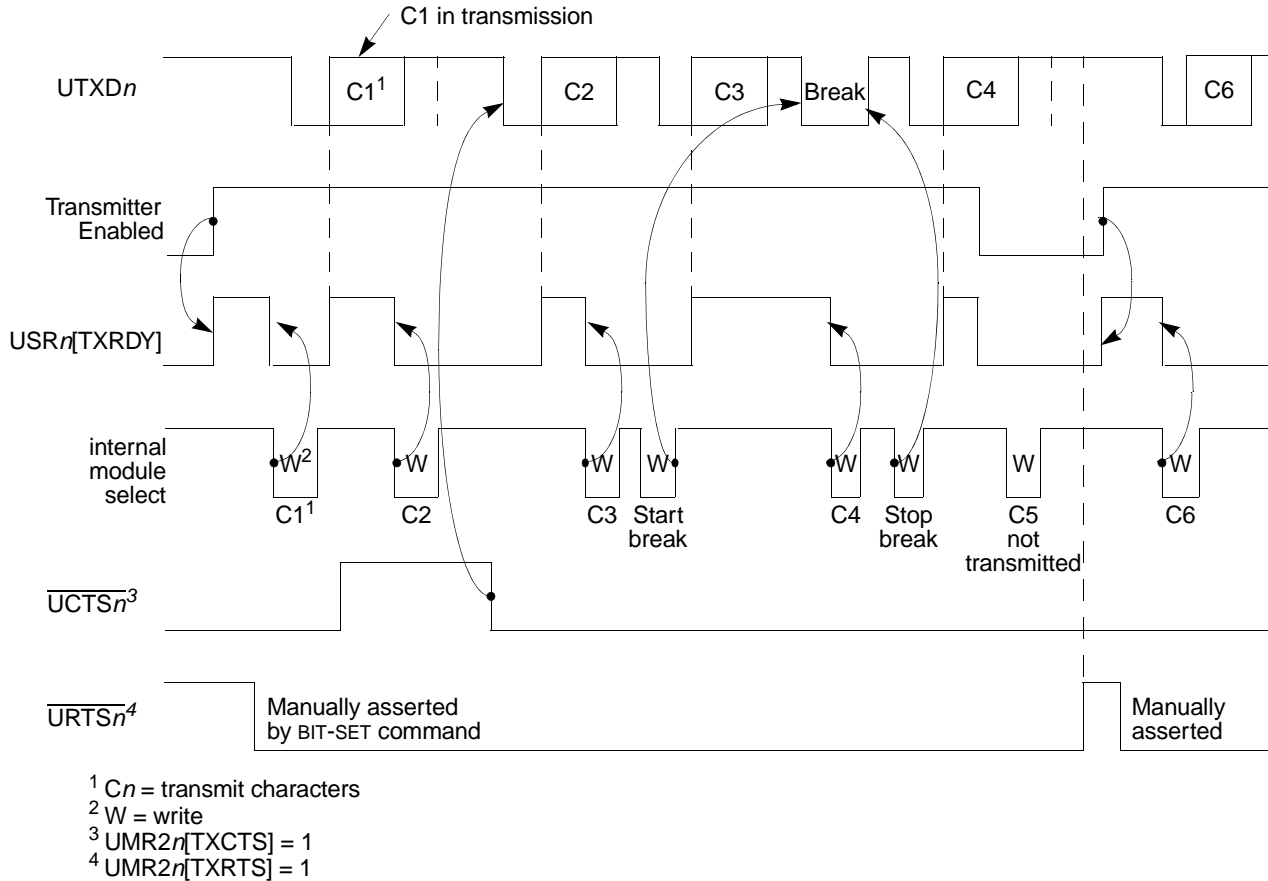 C1 in transmission
UTXDn
C1¹
C2
C3
Break
C4
C6
Transmitter
Enabled
USRn[TXRDY]
internal
module
select
W²
W
W
W
W
W
W
W
C1¹
C2
C3
Start
break
C4
Stop
break
C5
not
transmitted
C6
UCTSn³
URTSn⁴
Manually asserted
by BIT-SET command
Manually
asserted
¹ Cn = transmit characters
² W = write
³ UMR2n[TXCTS] = 1
⁴ UMR2n[TXRTS] = 1